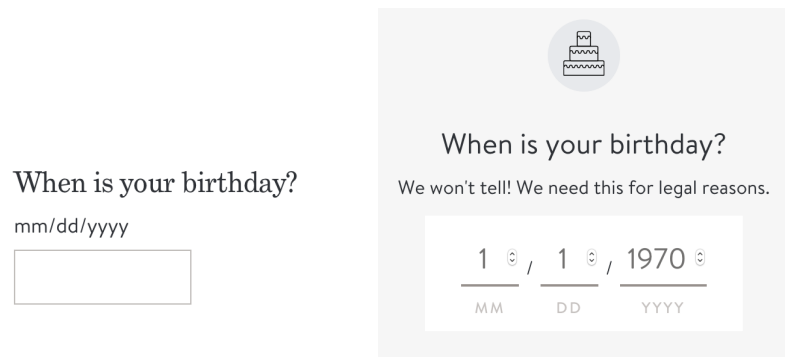 When is your birthday?
mm/dd/yyyy
When is your birthday?
We won't tell! We need this for legal reasons.
1 / 1 / 1970
MM DD YYYY